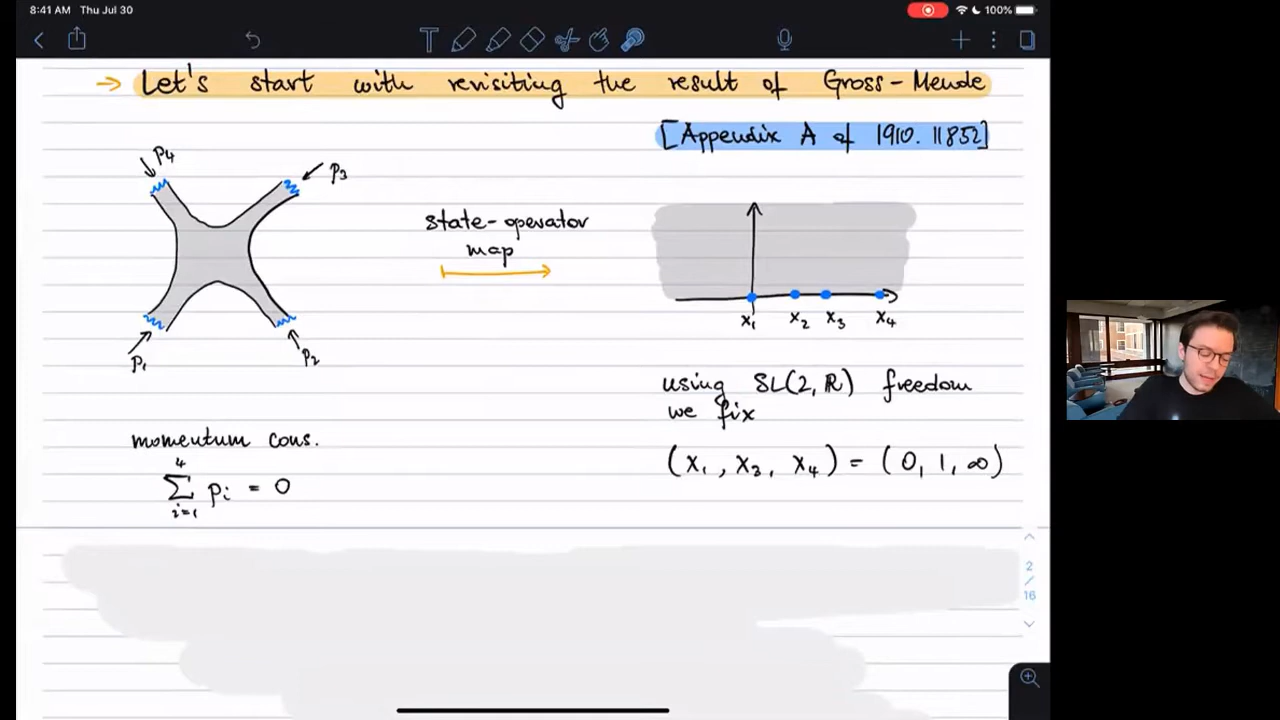 8:41 AM Thu Jul 30
100%
→ Let's start with revisiting the result of Gross-Mende
[Appendix A of 1910.11852]
p4
p3
state-operator
map
x1 x2 x3 x4
p1
p2
using SL(2,ℝ) freedom
we fix
momentum cons.
(x1, x3, x4) = (0, 1, ∞)
4
Σ pi = 0
i=1
2
/
16